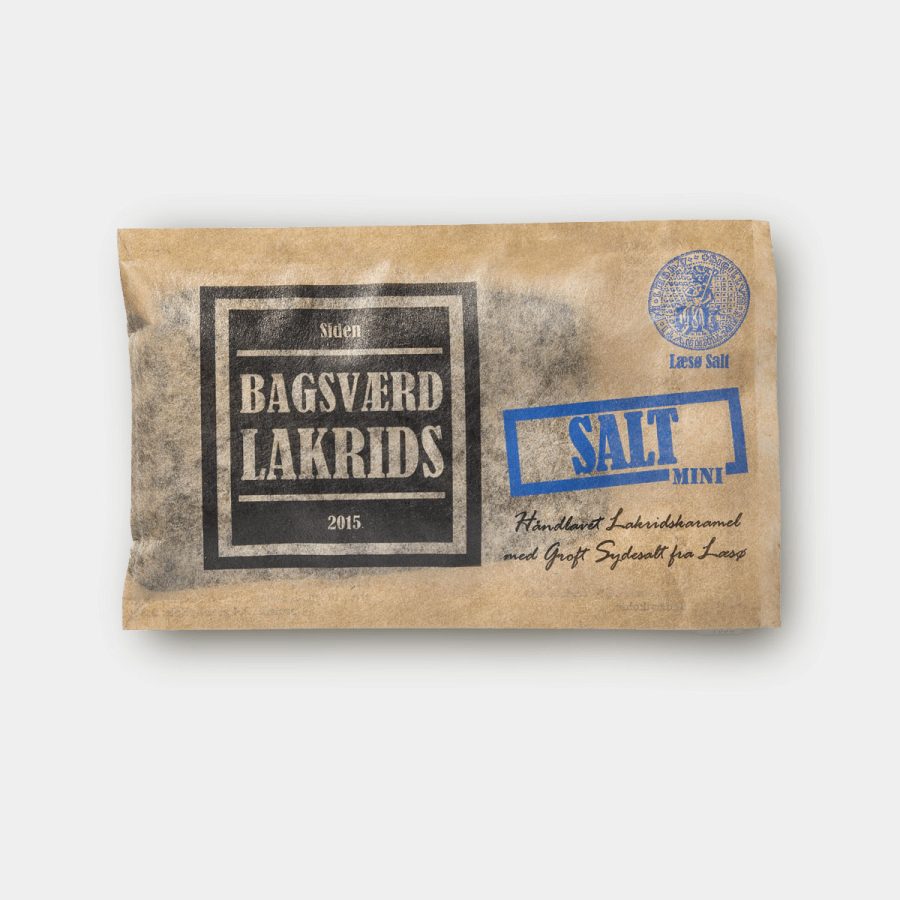 Siden
BAGSVÆRD
LAKRIDS
2015
Læsø Salt
SALT
MINI
Håndlavet Lakridskaramel
med Groft Sydesalt fra Læsø